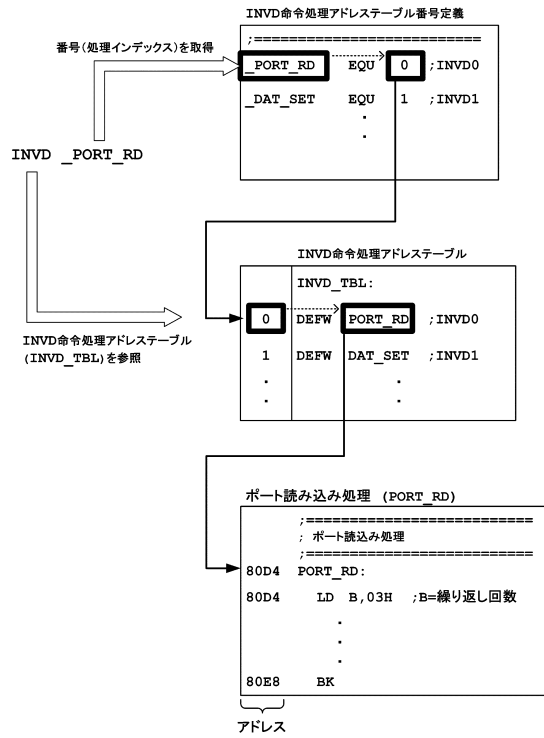 INVD命令処理アドレステーブル番号定義
;=========================
番号(処理インデックス)を取得
_PORT_RD EQU 0 ;INVD0
_DAT_SET EQU 1 ;INVD1
.
.
INVD _PORT_RD
INVD命令処理アドレステーブル
INVD_TBL:
0 DEFW PORT_RD ;INVD0
INVD命令処理アドレステーブル
(INVD_TBL)を参照
1 DEFW DAT_SET ;INVD1
. .
. .
ポート読み込み処理 (PORT_RD)
;=========================
; ポート読込み処理
;=========================
80D4 PORT_RD:
80D4 LD B,03H ;B=繰り返し回数
.
.
.
80E8 BK
アドレス